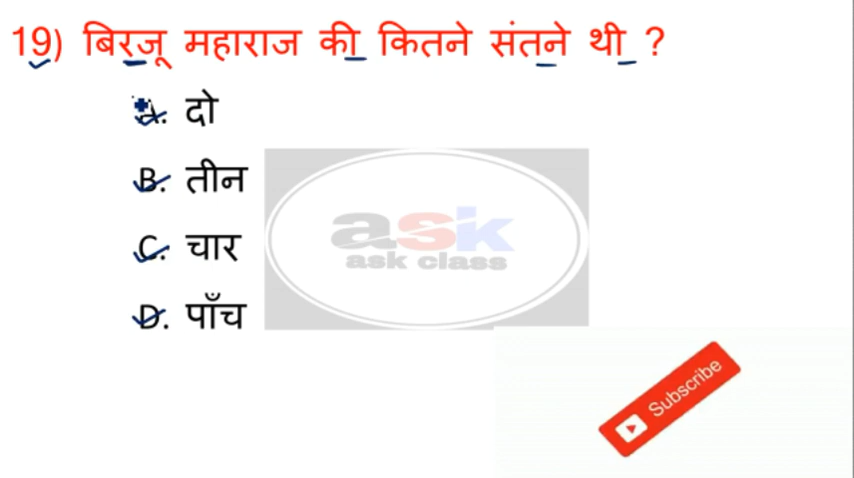 19) बिरजू महाराज की कितने संतने थी ?
A. दो
B. तीन
C. चार
D. पाँच
ask
ask class
Subscribe